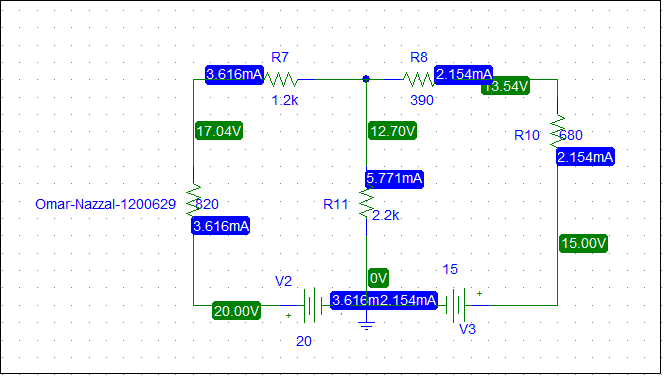 R7
R8
3.616mA
2.154mA
13.54V
1.2k
390
17.04V
12.70V
R10
680
2.154mA
5.771mA
Omar-Nazzal-1200629
820
R11
2.2k
3.616mA
15.00V
V2
0V
15
+
3.616m
2.154mA
20.00V
+
V3
20